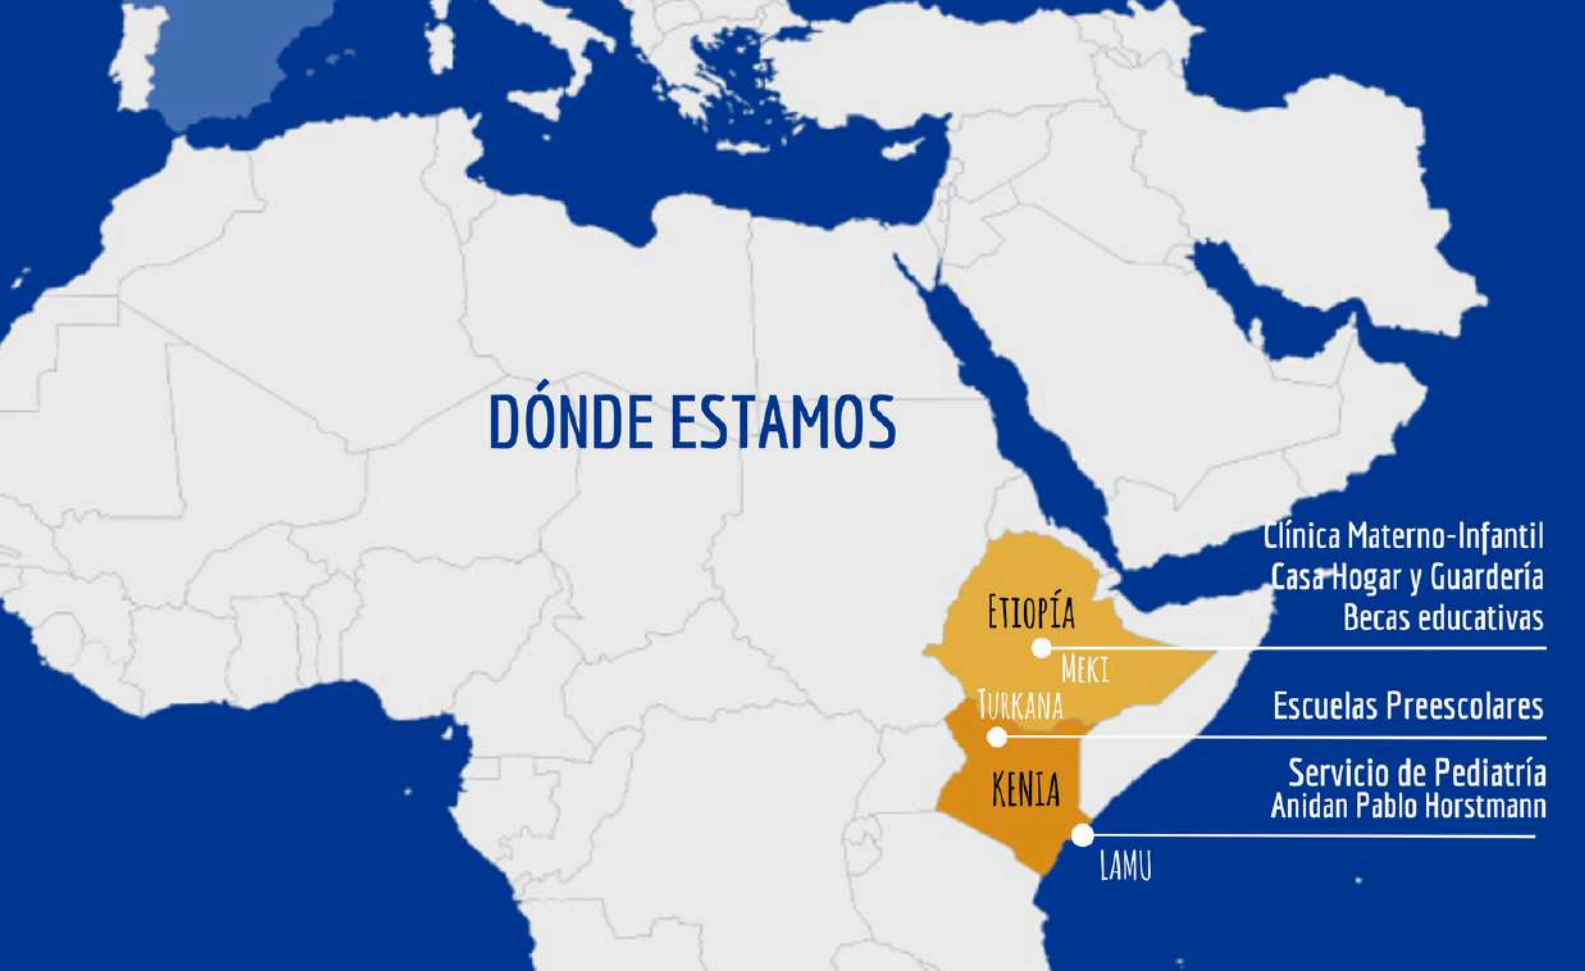 DÓNDE ESTAMOS
Clínica Materno-Infantil
Casa Hogar y Guardería
Becas educativas
ETIOPÍA
MEKI
TURKANA
Escuelas Preescolares
KENIA
Servicio de Pediatría
Anidan Pablo Horstmann
LAMU